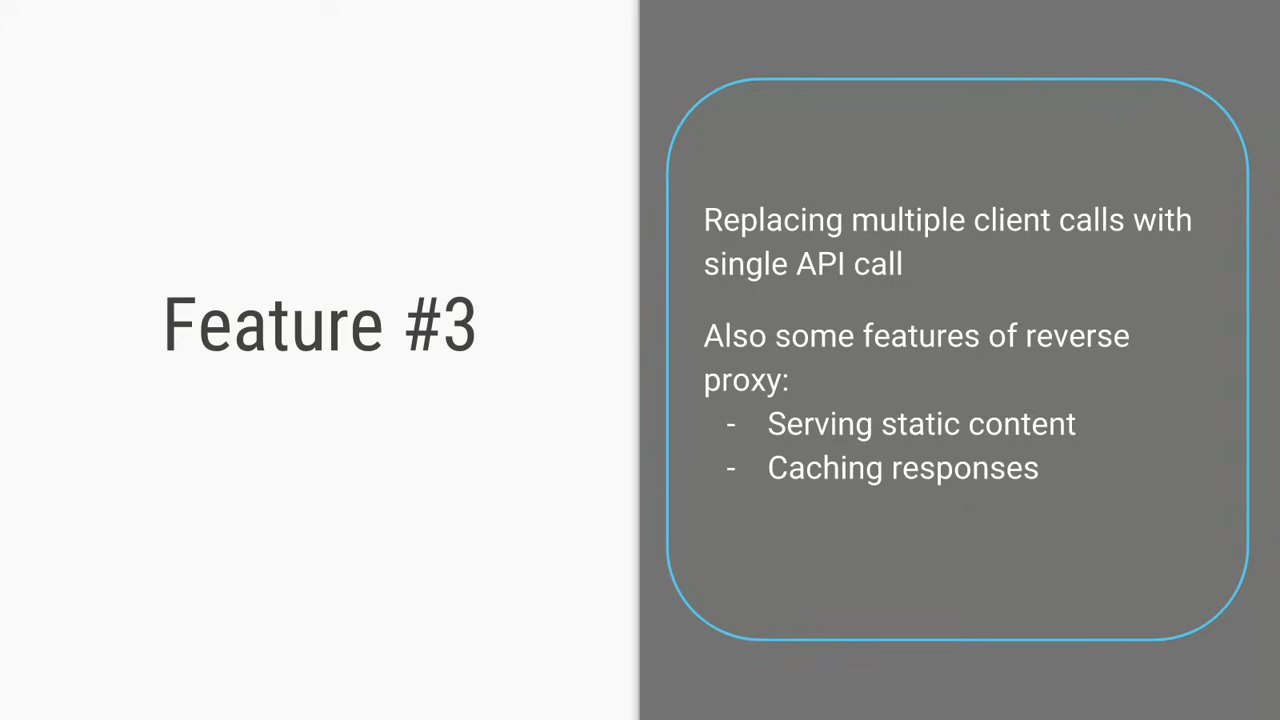 Feature #3
Replacing multiple client calls with
single API call
Also some features of reverse
proxy:
- Serving static content
- Caching responses